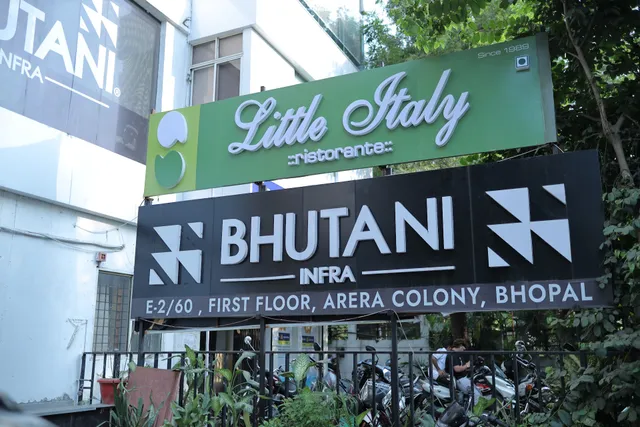 UTANI
INFRA
®
Since 1989
Little Italy
::ristorante::
BHUTANI
INFRA
E-2/60 , FIRST FLOOR, ARERA COLONY, BHOPAL